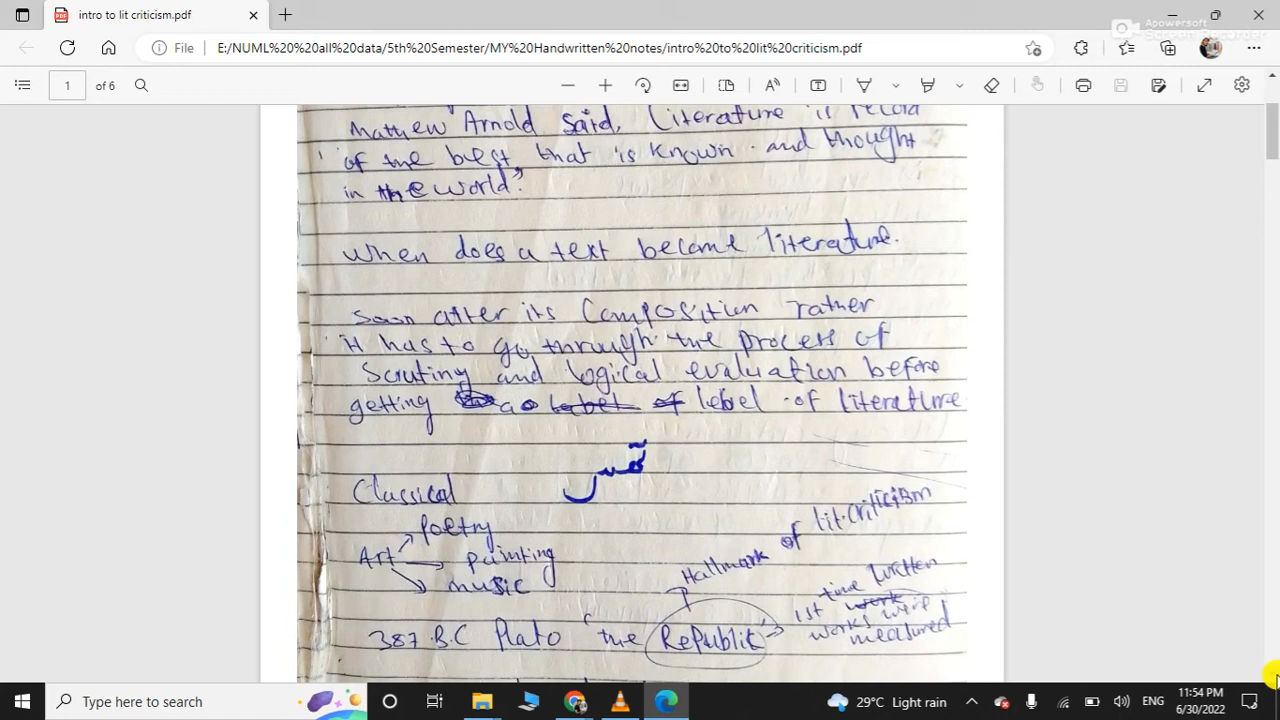 intro to lit criticism.pdf
Apowersoft
Screen Recorder
File
E:/NUML%20%20all%20data/5th%20Semester/MY%20Handwritten%20notes/intro%20to%20lit%20criticism.pdf
1 of 6
Mathew Arnold said, Literature is record
of the best that is known and thought
in the world"
When does a text become literature.
Soon after its Composition rather
it has to go through the process of
Scrutiny and logical evaluation before
getting a lebel of literature
Classical
Poetry
Art
painting
music
Hallmark of lit. criticism
387 B.C Plato "the Republic"
1st time written
works were
measured
Type here to search
29°C Light rain
ENG
11:54 PM
6/30/2022